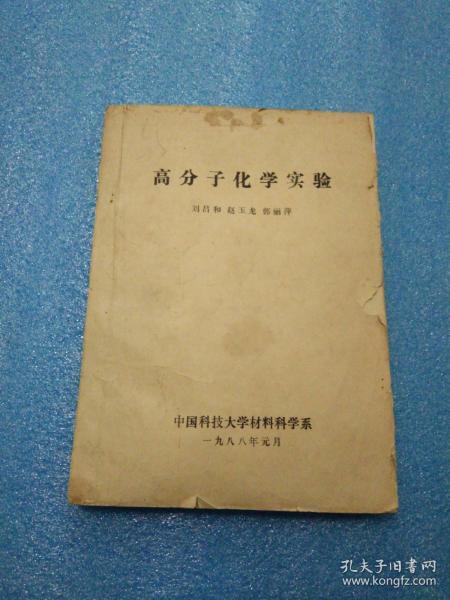 高分子化学实验
刘昌和 赵玉龙 郭丽萍
中国科技大学材料科学系
一九八八年元月
孔夫子旧书网
www.kongfz.com